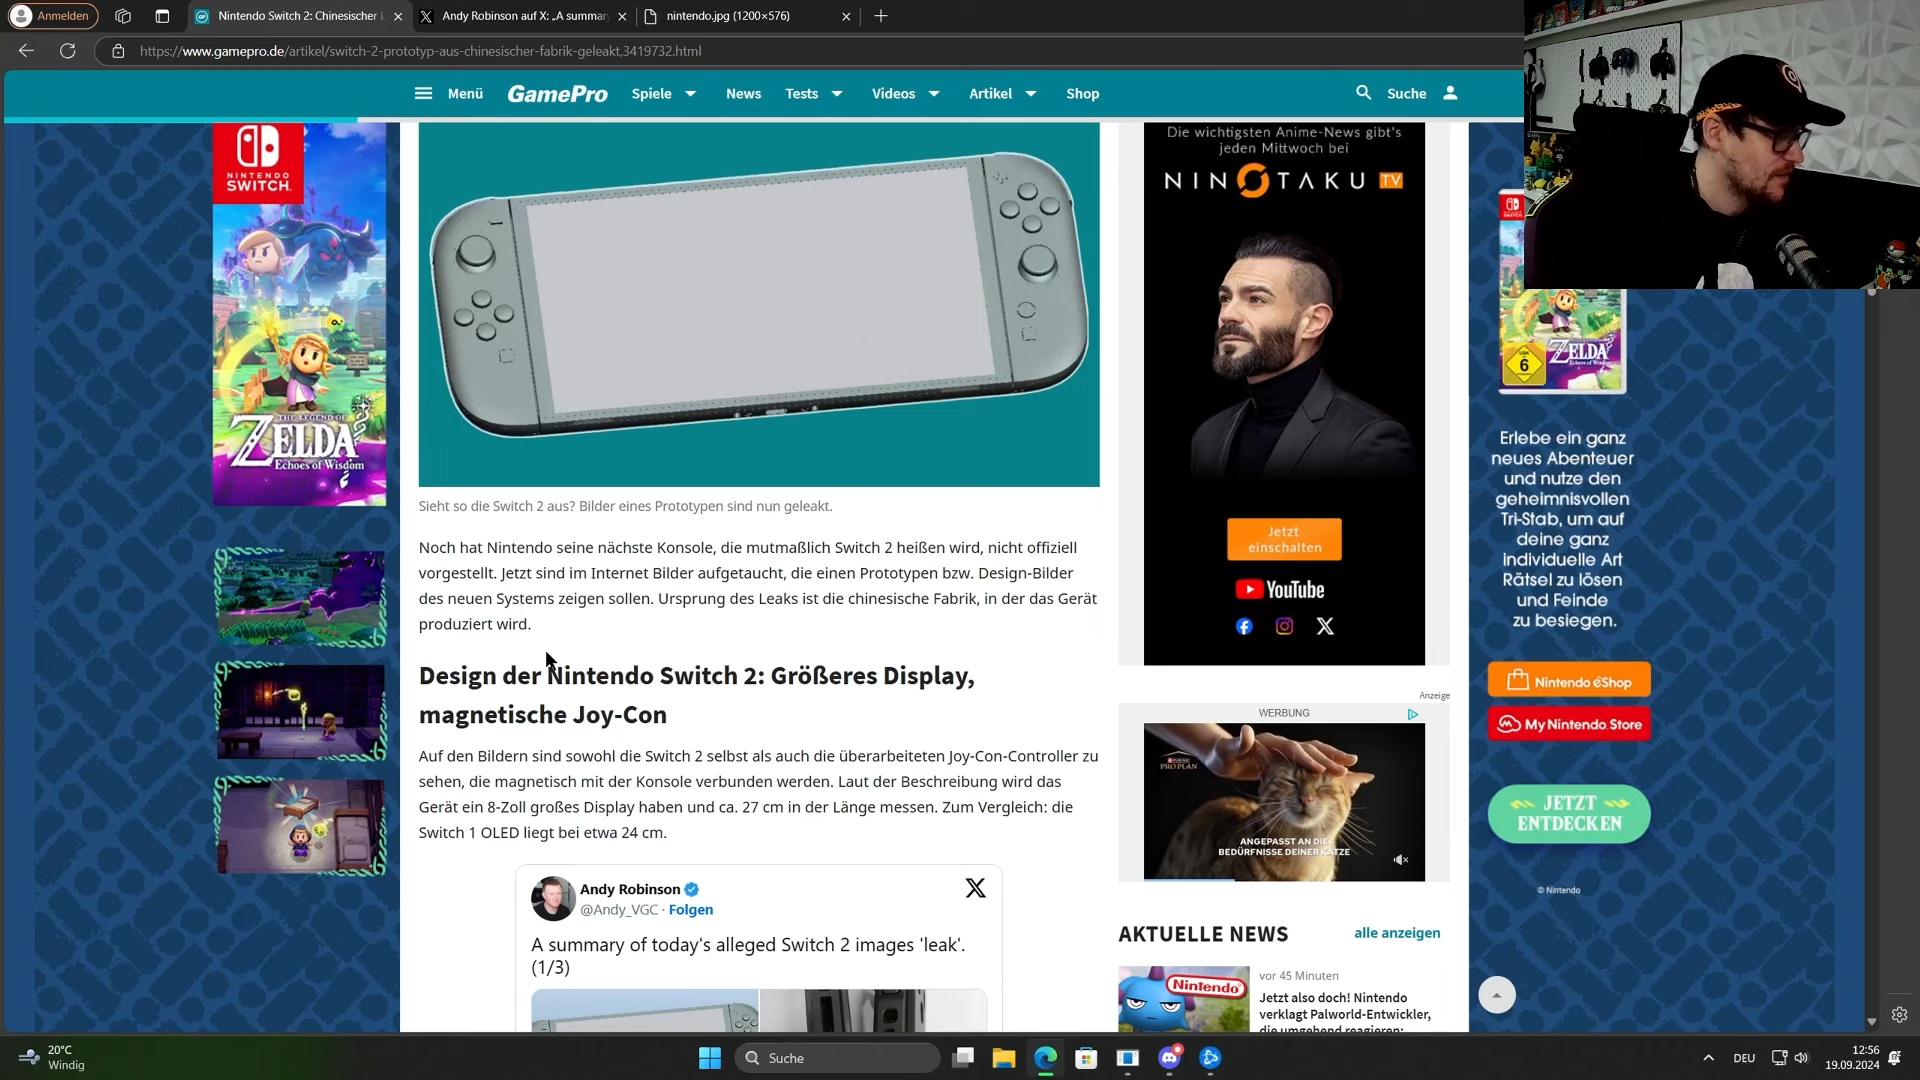 Anmelden
Nintendo Switch 2: Chinesischer
Andy Robinson auf X: „A summar
nintendo.jpg (1200×576)
https://www.gamepro.de/artikel/switch-2-prototyp-aus-chinesischer-fabrik-geleakt,3419732.html
Menü
GamePro
Spiele
News
Tests
Videos
Artikel
Shop
Suche
NINTENDO
SWITCH
THE LEGEND OF
ZELDA
Echoes of Wisdom
Sieht so die Switch 2 aus? Bilder eines Prototypen sind nun geleakt.
Noch hat Nintendo seine nächste Konsole, die mutmaßlich Switch 2 heißen wird, nicht offiziell
vorgestellt. Jetzt sind im Internet Bilder aufgetaucht, die einen Prototypen bzw. Design-Bilder
des neuen Systems zeigen sollen. Ursprung des Leaks ist die chinesische Fabrik, in der das Gerät
produziert wird.
Design der Nintendo Switch 2: Größeres Display,
magnetische Joy-Con
Auf den Bildern sind sowohl die Switch 2 selbst als auch die überarbeiteten Joy-Con-Controller zu
sehen, die magnetisch mit der Konsole verbunden werden. Laut der Beschreibung wird das
Gerät ein 8-Zoll großes Display haben und ca. 27 cm in der Länge messen. Zum Vergleich: die
Switch 1 OLED liegt bei etwa 24 cm.
Andy Robinson
@Andy_VGC · Folgen
A summary of today's alleged Switch 2 images 'leak'.
(1/3)
Die wichtigsten Anime-News gibt's
jeden Mittwoch bei
NINOTAKU TV
Jetzt
einschalten
YouTube
Anzeige
WERBUNG
PURINA
PRO PLAN
ANGEPASST AN DIE
BEDÜRFNISSE DEINER KATZE
AKTUELLE NEWS
alle anzeigen
Nintendo
vor 45 Minuten
Jetzt also doch! Nintendo
verklagt Palworld-Entwickler,
die umgehend reagieren:
ZELDA
Echoes of Wisdom
6
Erlebe ein ganz
neues Abenteuer
und nutze den
geheimnisvollen
Tri-Stab, um auf
deine ganz
individuelle Art
Rätsel zu lösen
und Feinde
zu besiegen.
Nintendo eShop
My Nintendo Store
JETZT
ENTDECKEN
© Nintendo
20°C
Windig
Suche
DEU
12:56
19.09.2024